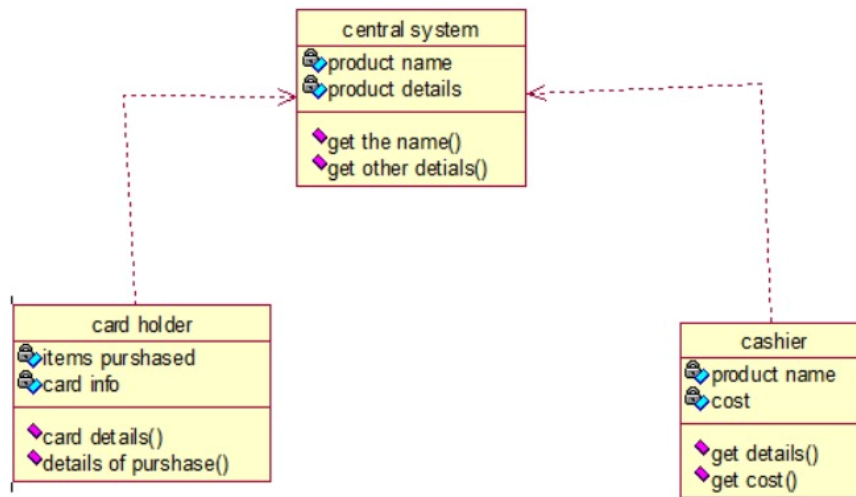 central system
product name
product details
get the name()
get other detials()
card holder
items purshased
card info
card details()
details of purshase()
cashier
product name
cost
get details()
get cost()